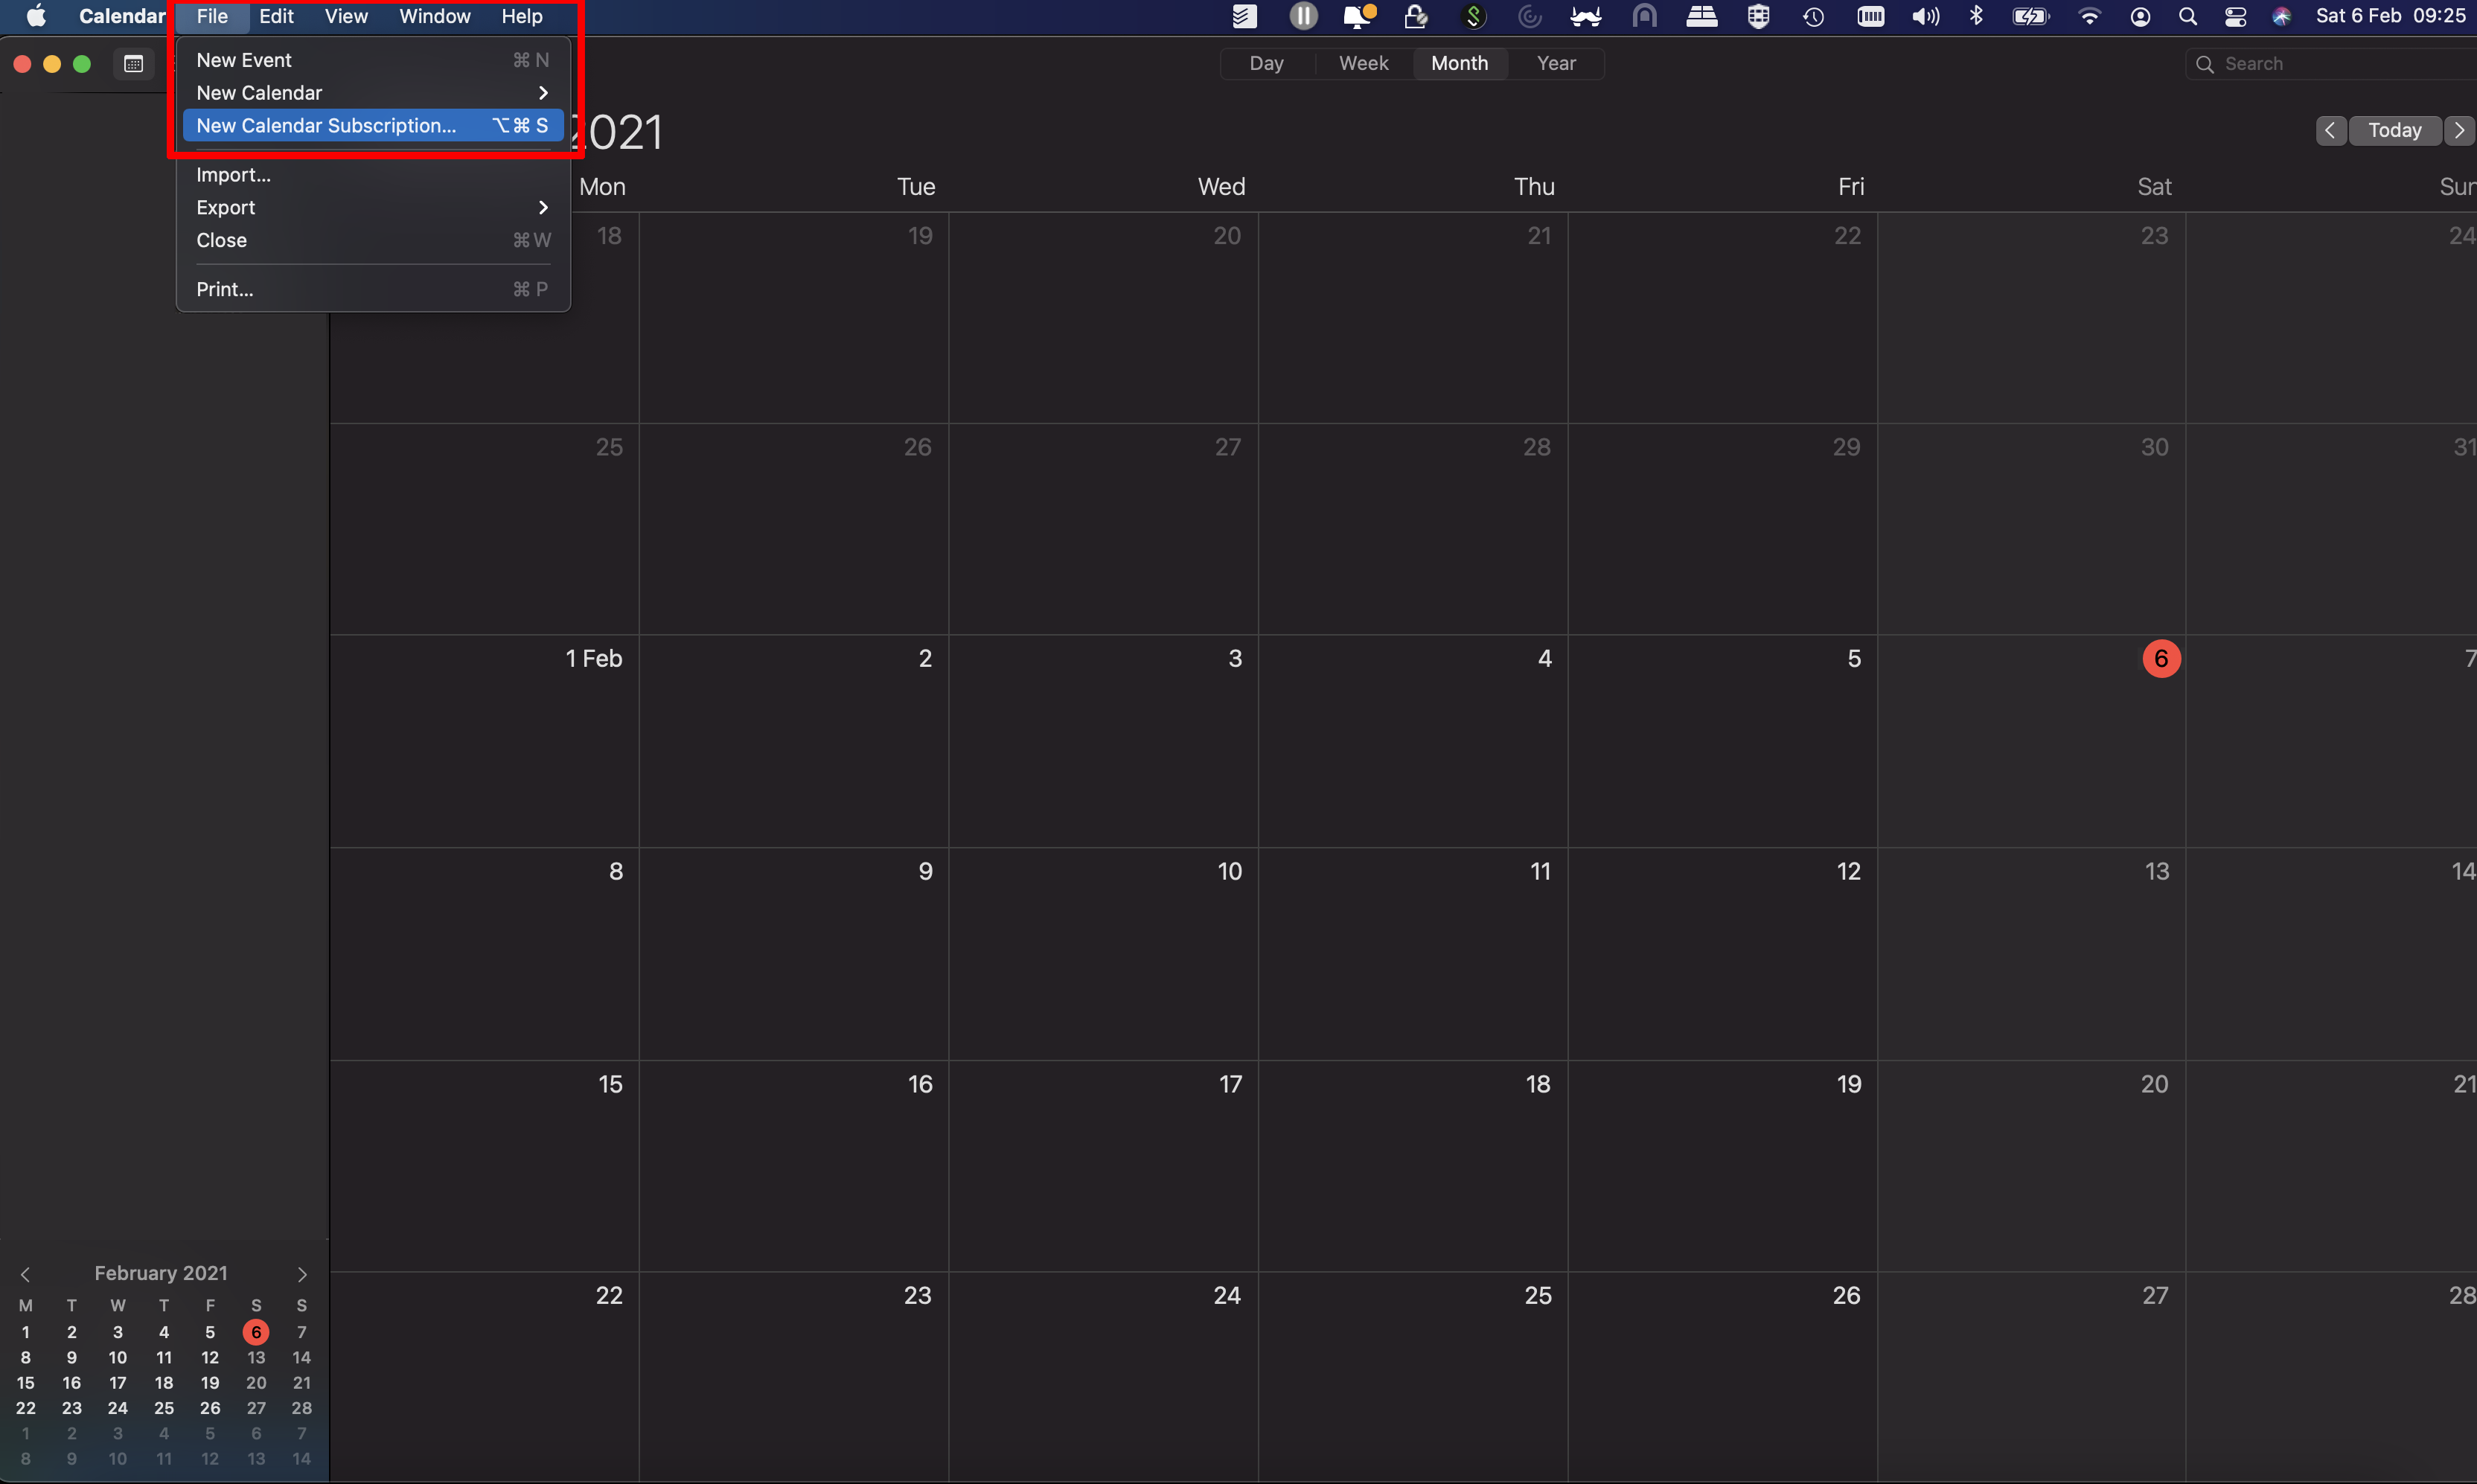 Calendar File Edit View Window Help Sat 6 Feb 09:25
New Event ⌘ N
New Calendar
New Calendar Subscription... ⌥⌘ S
Import...
Export
Close ⌘ W
Print... ⌘ P
Day Week Month Year
Search
2021
Today
Mon Tue Wed Thu Fri Sat Sun
18 19 20 21 22 23 24
25 26 27 28 29 30 31
1 Feb 2 3 4 5 6 7
8 9 10 11 12 13 14
15 16 17 18 19 20 21
22 23 24 25 26 27 28
February 2021
M T W T F S S
1 2 3 4 5 6 7
8 9 10 11 12 13 14
15 16 17 18 19 20 21
22 23 24 25 26 27 28
1 2 3 4 5 6 7
8 9 10 11 12 13 14